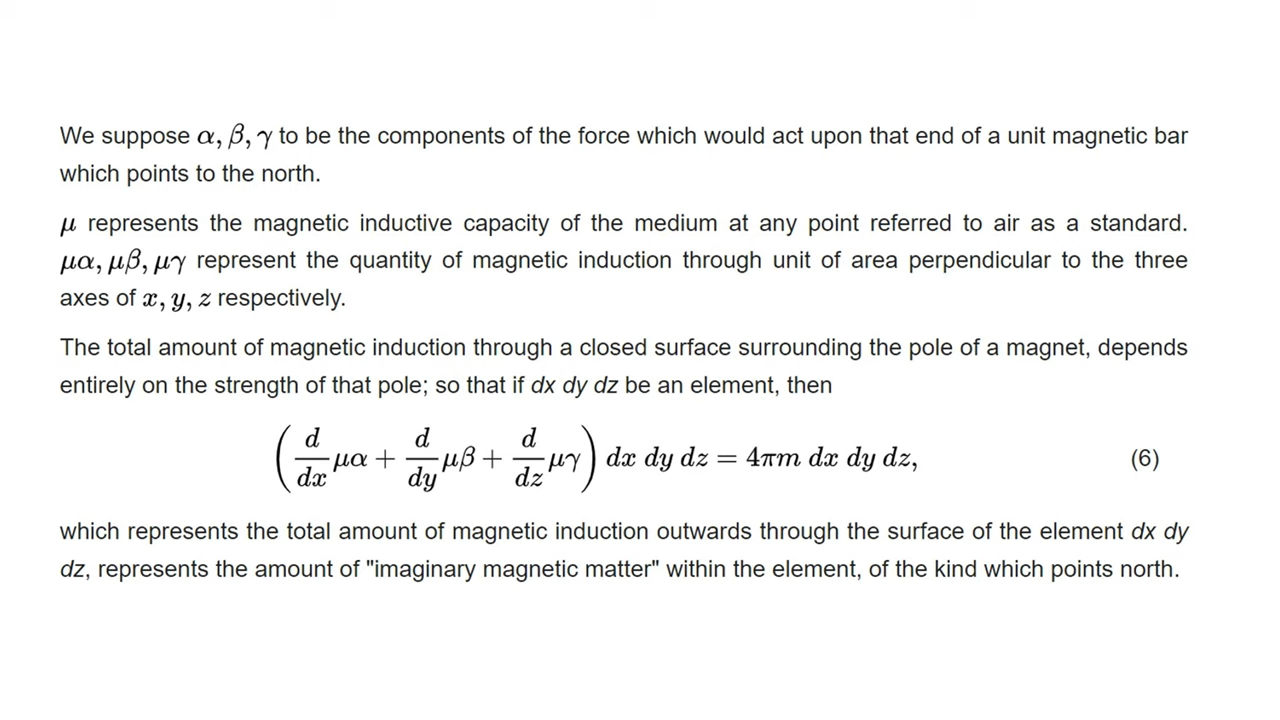 We suppose α, β, γ to be the components of the force which would act upon that end of a unit magnetic bar
which points to the north.
μ represents the magnetic inductive capacity of the medium at any point referred to air as a standard.
μα, μβ, μγ represent the quantity of magnetic induction through unit of area perpendicular to the three
axes of x, y, z respectively.
The total amount of magnetic induction through a closed surface surrounding the pole of a magnet, depends
entirely on the strength of that pole; so that if dx dy dz be an element, then
(d/dx μα + d/dy μβ + d/dz μγ) dx dy dz = 4πm dx dy dz, (6)
which represents the total amount of magnetic induction outwards through the surface of the element dx dy
dz, represents the amount of "imaginary magnetic matter" within the element, of the kind which points north.